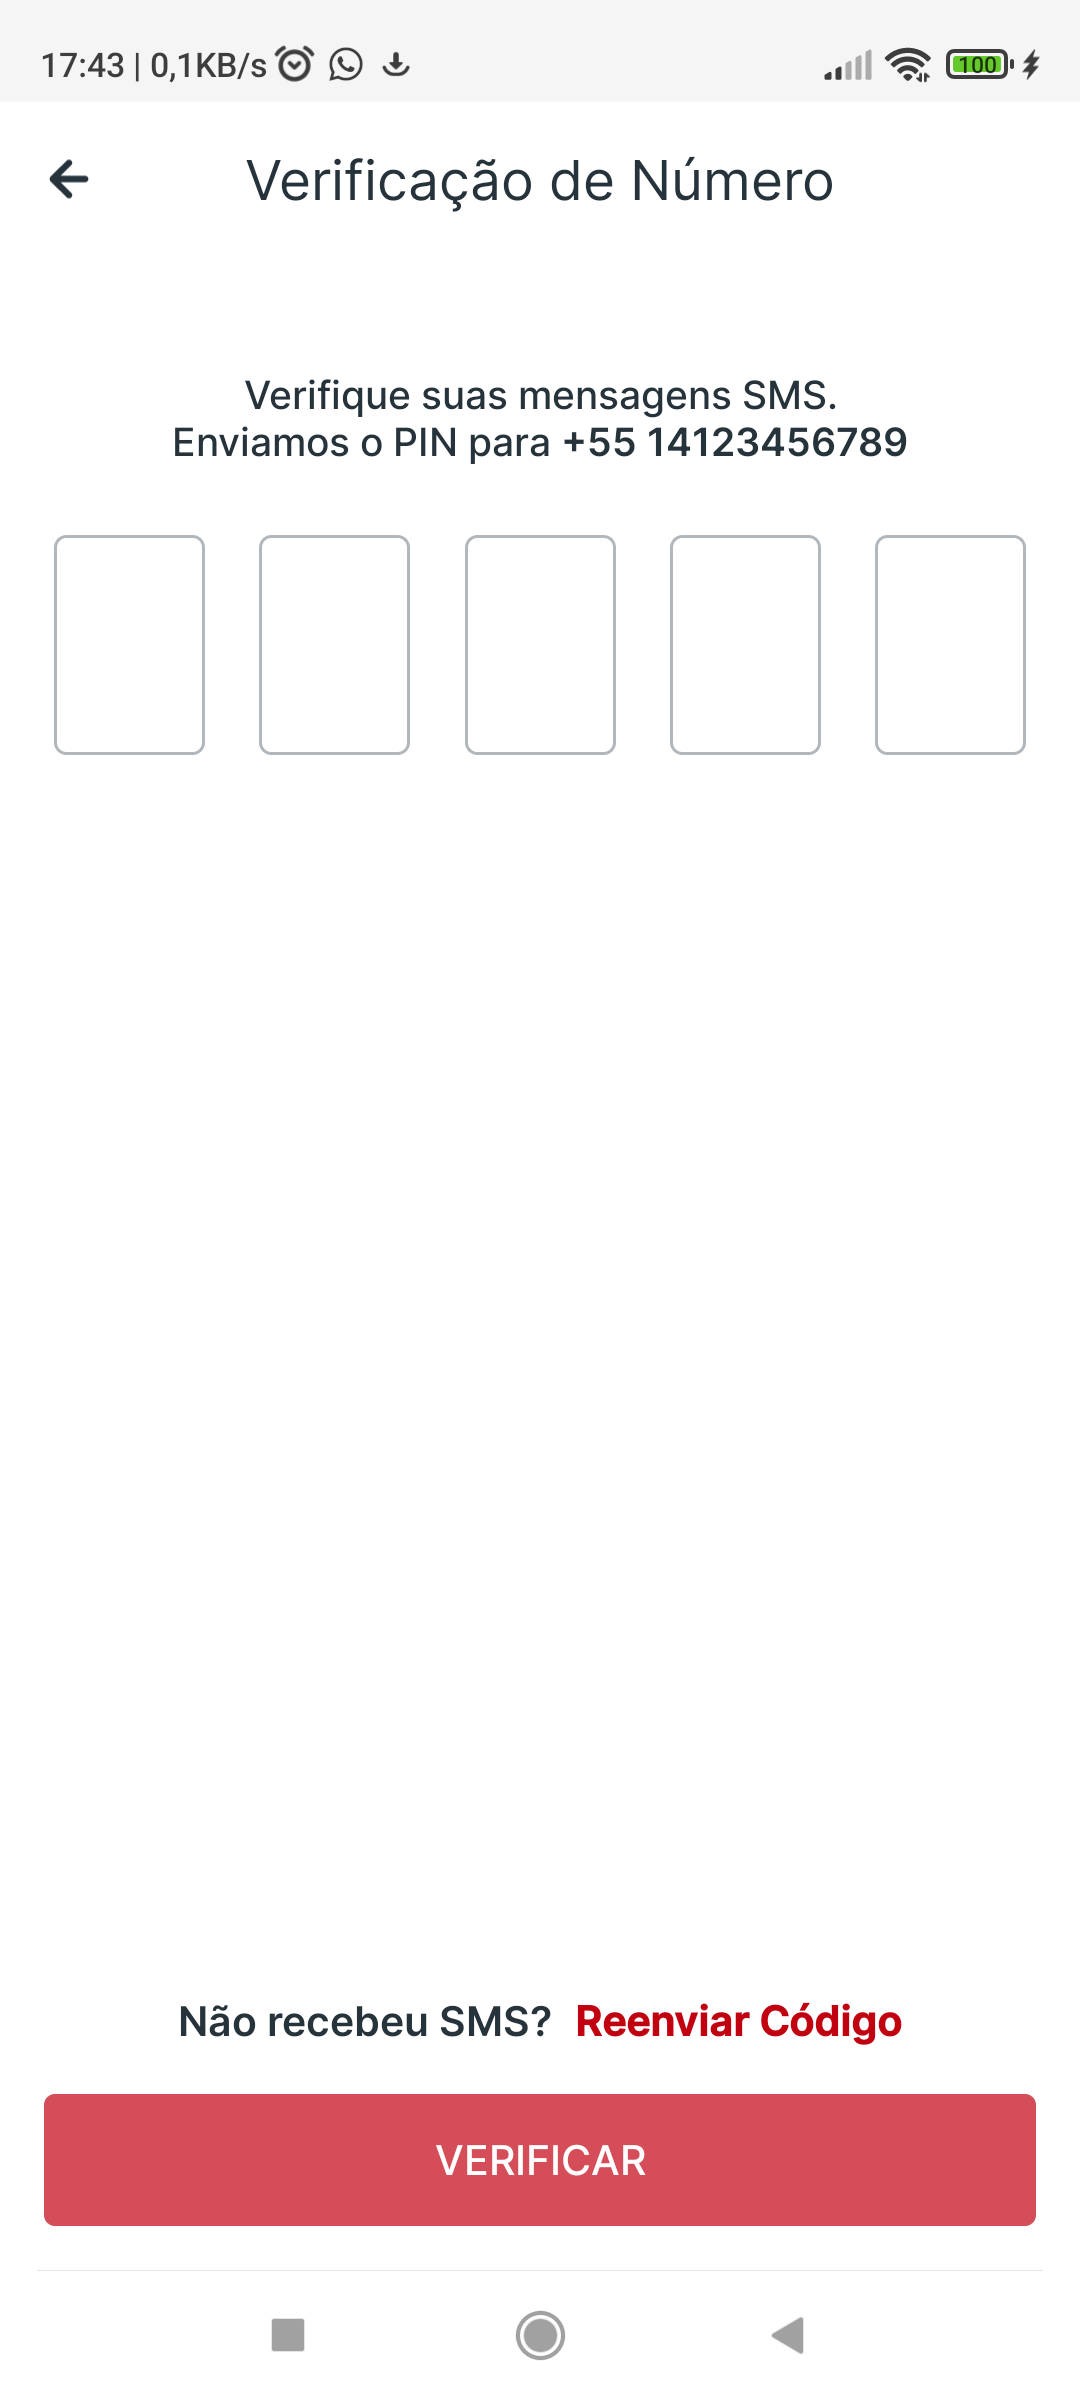 17:43 | 0,1KB/s 100
Verificação de Número
Verifique suas mensagens SMS.
Enviamos o PIN para +55 14123456789
Não recebeu SMS? Reenviar Código
VERIFICAR